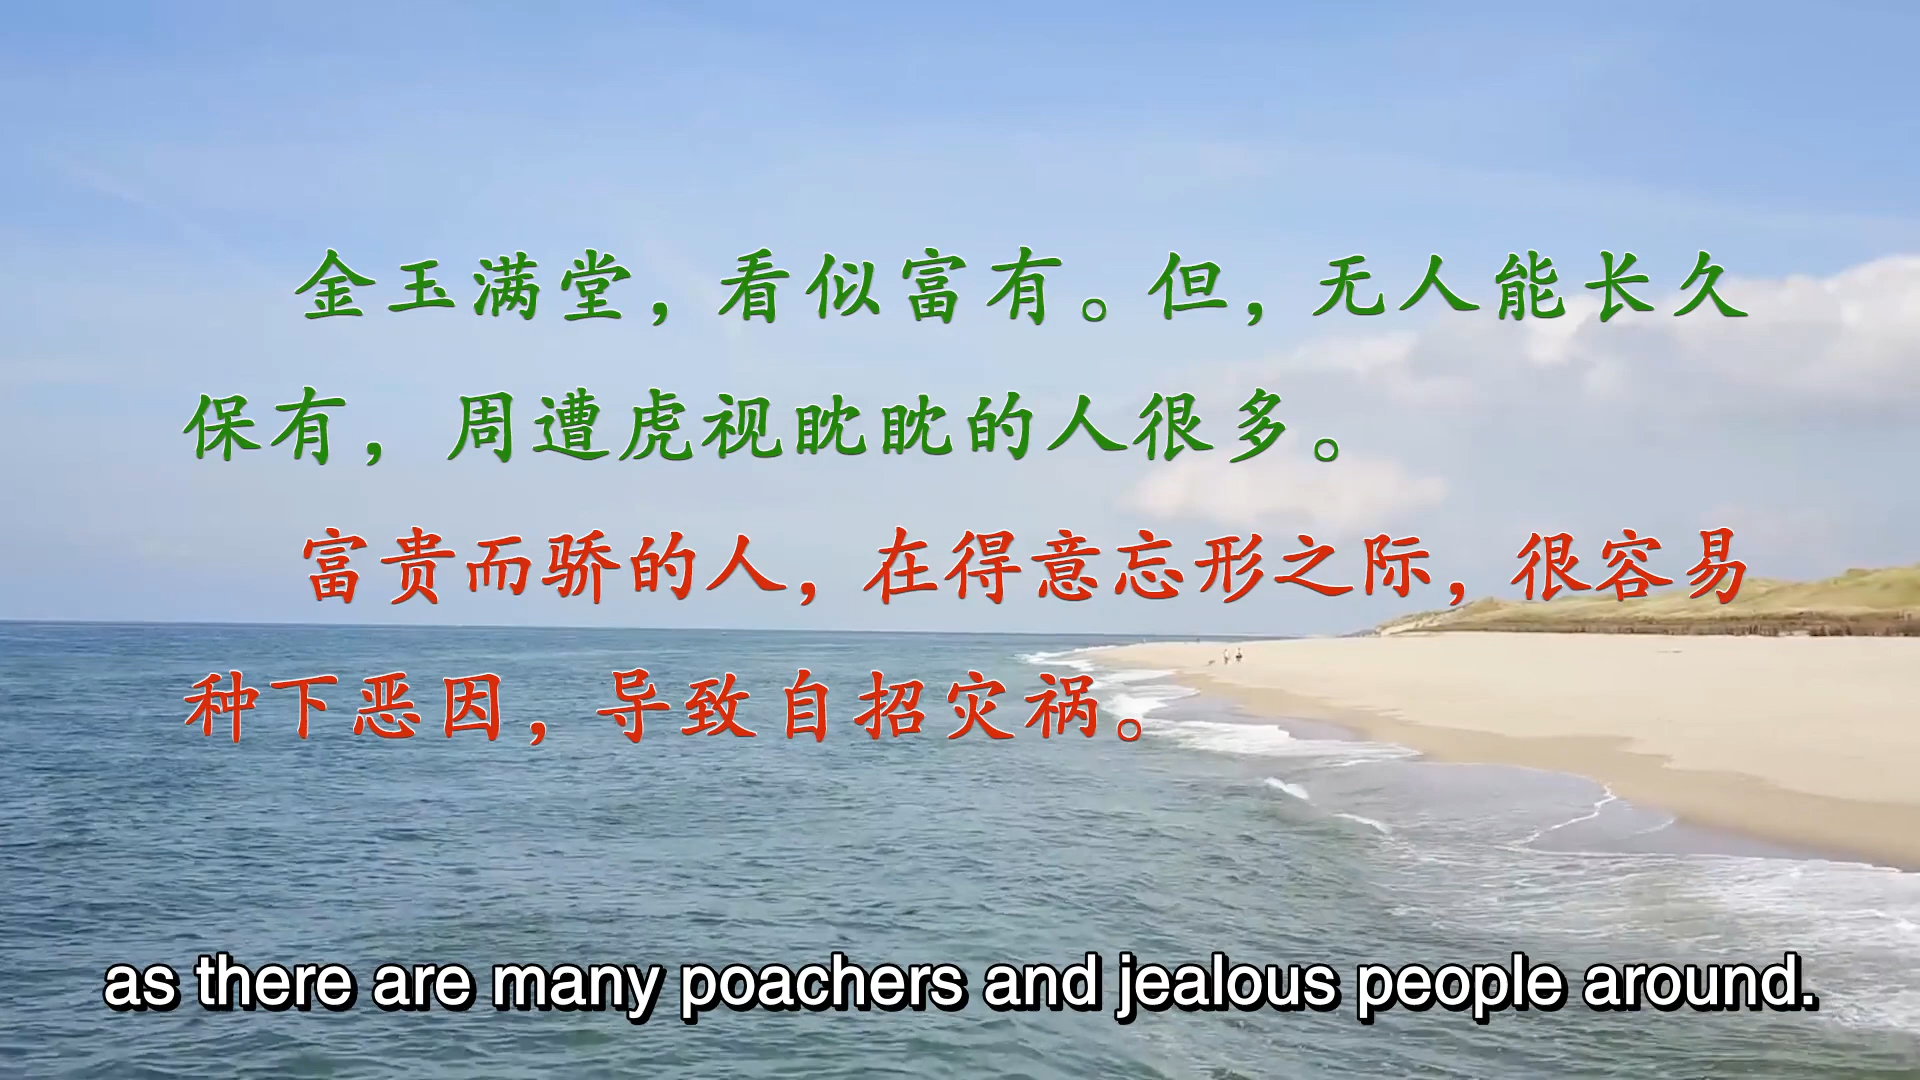 金玉满堂，看似富有。但，无人能长久
保有，周遭虎视眈眈的人很多。
富贵而骄的人，在得意忘形之际，很容易
种下恶因，导致自招灾祸。
as there are many poachers and jealous people around.